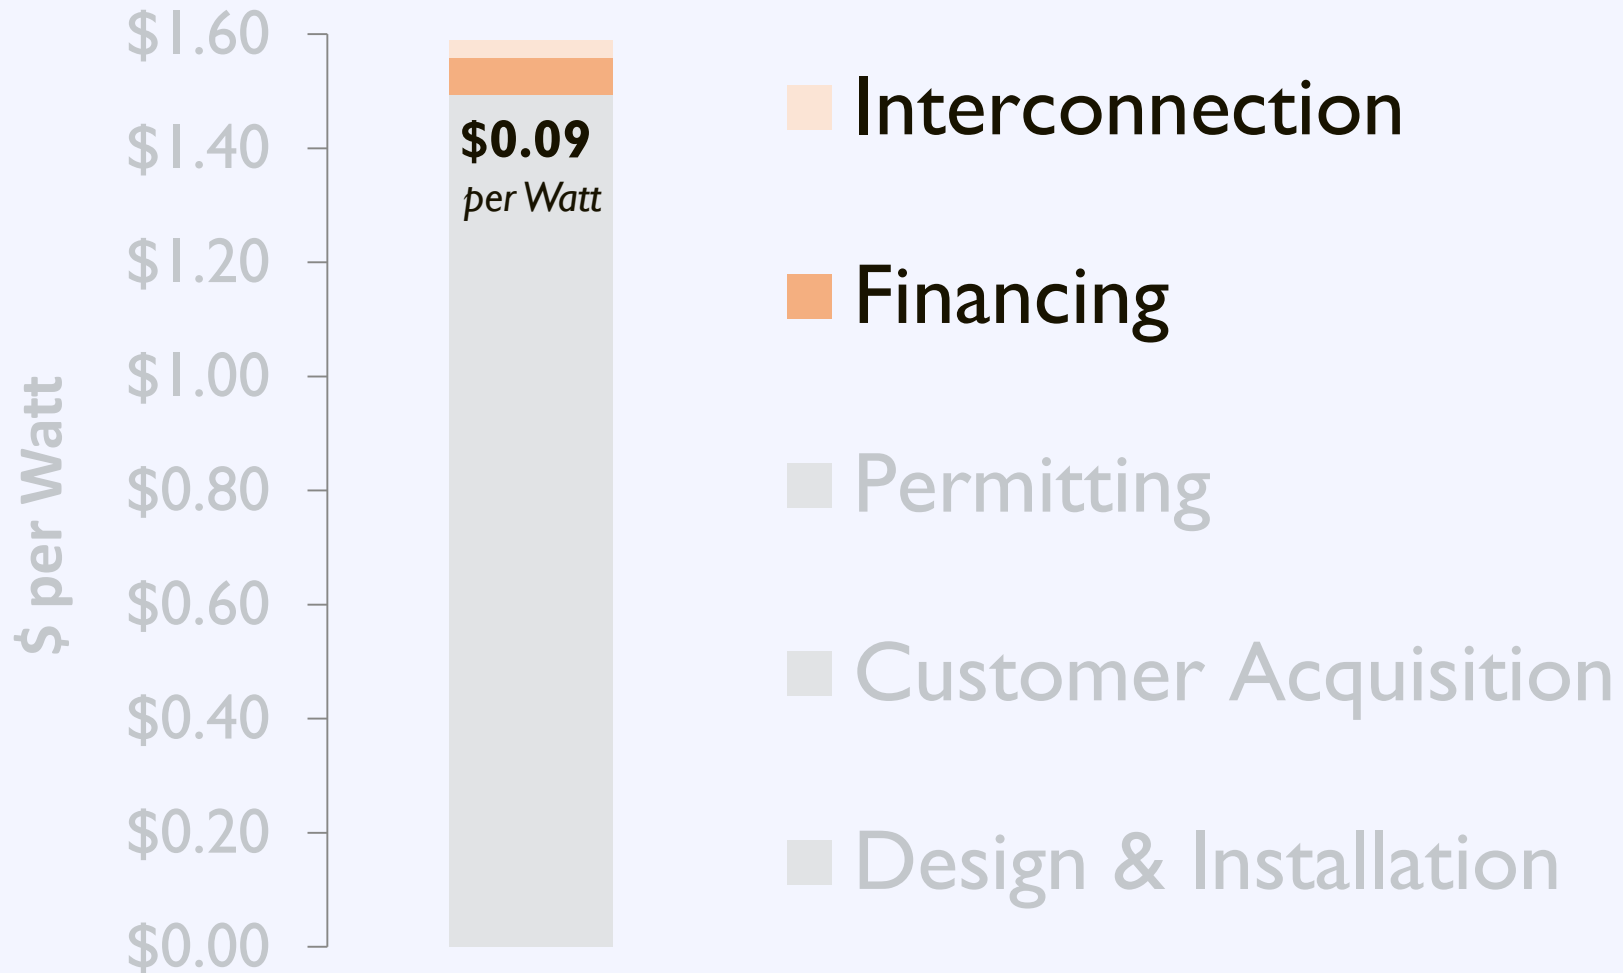 $ per Watt
$1.60
$1.40
$1.20
$1.00
$0.80
$0.60
$0.40
$0.20
$0.00
$0.09
per Watt
Interconnection
Financing
Permitting
Customer Acquisition
Design & Installation